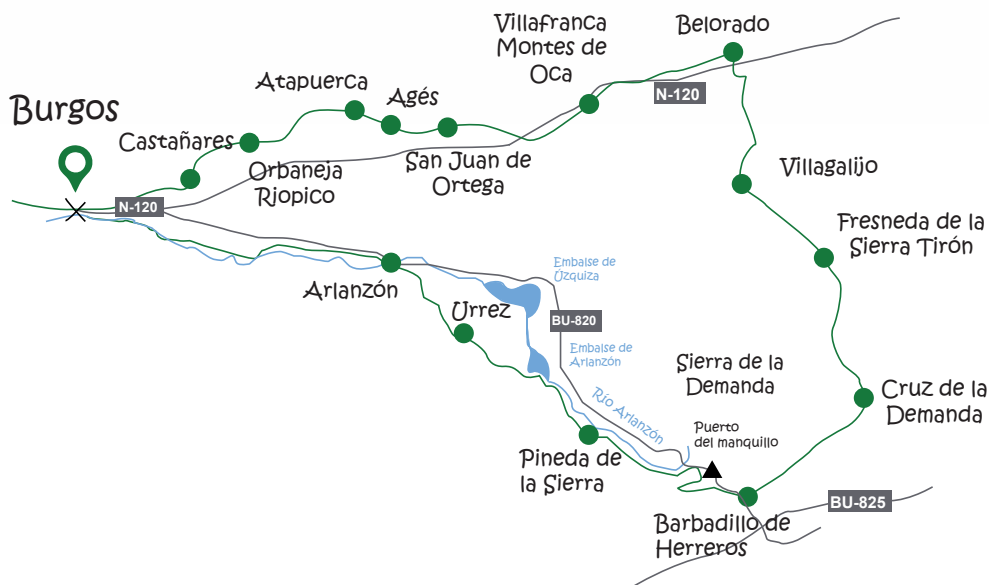 Villafranca
Montes de
Oca
Belorado
Atapuerca
Agés
N-120
Burgos
Castañares
Orbaneja
Riopico
San Juan de
Ortega
Villagalijo
N-120
Fresneda de la
Sierra Tirón
Embalse de
Úzquiza
Arlanzón
Urrez
BU-820
Embalse de
Arlanzón
Sierra de la
Demanda
Río Arlanzón
Cruz de la
Demanda
Puerto
del manquillo
Pineda de
la Sierra
BU-825
Barbadillo de
Herreros